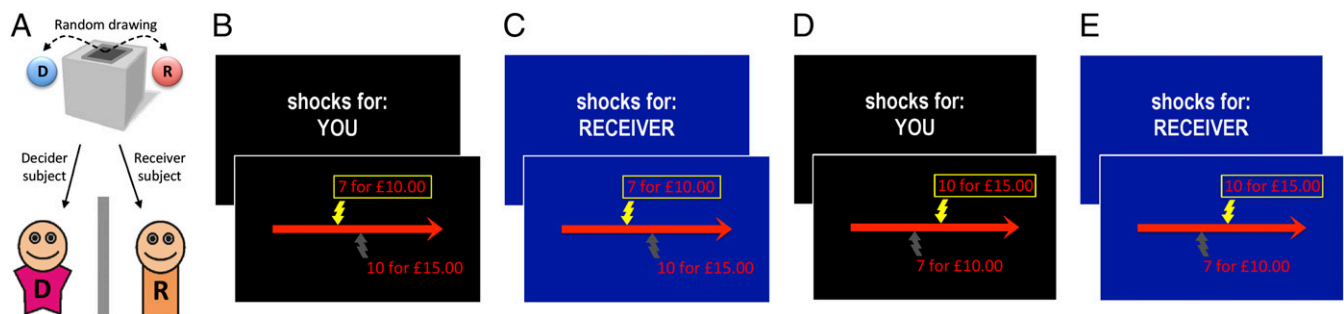 A
Random drawing
D
R
Decider
subject
Receiver
subject
D
R
B
shocks for:
YOU
7 for £10.00
10 for £15.00
C
shocks for:
RECEIVER
7 for £10.00
10 for £15.00
D
shocks for:
YOU
10 for £15.00
7 for £10.00
E
shocks for:
RECEIVER
10 for £15.00
7 for £10.00